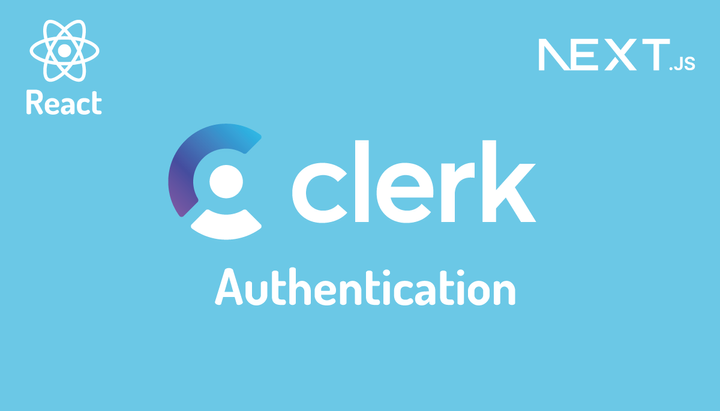 React
NEXT.JS
clerk
Authentication